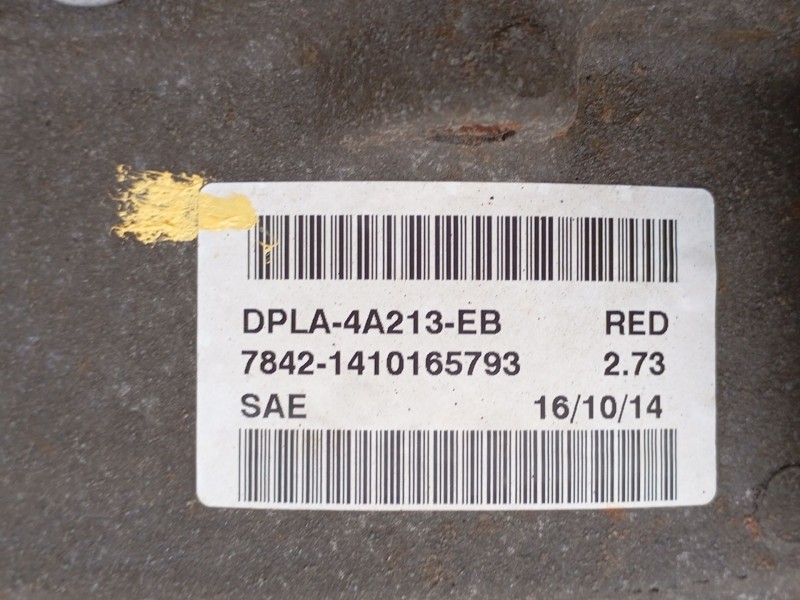 DPLA-4A213-EB RED
7842-1410165793 2.73
SAE 16/10/14